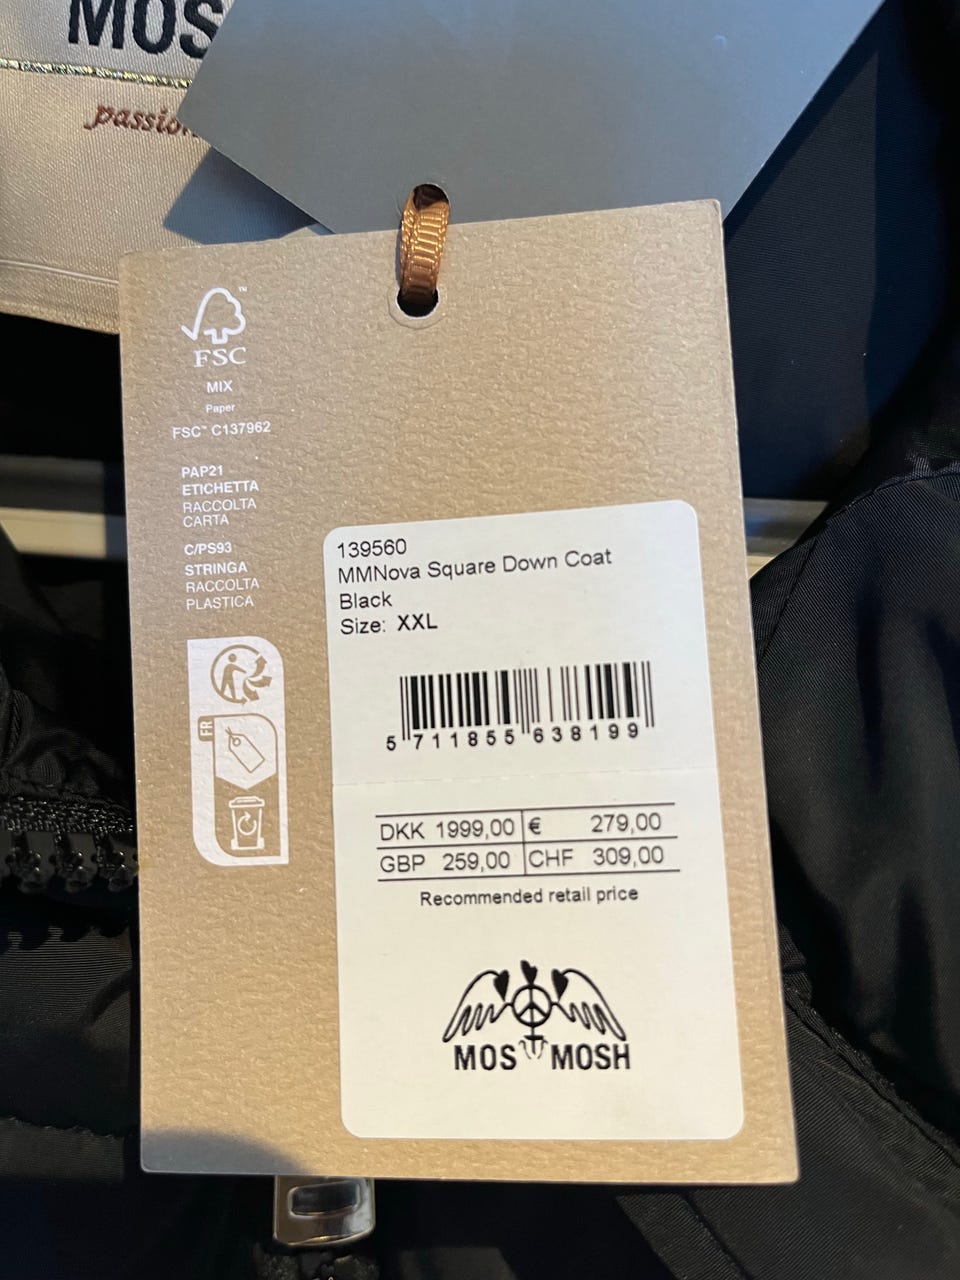 MOS
passion
™
FSC
MIX
Paper
FSC™ C137962
PAP21
ETICHETTA
RACCOLTA
CARTA
C/PS93
STRINGA
RACCOLTA
PLASTICA
FR
139560
MMNova Square Down Coat
Black
Size: XXL
5 711855 638199
DKK 1999,00 € 279,00
GBP 259,00 CHF 309,00
Recommended retail price
MOS MOSH